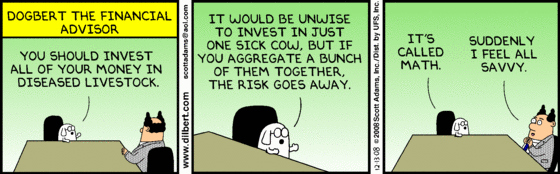 DOGBERT THE FINANCIAL
ADVISOR
YOU SHOULD INVEST
ALL OF YOUR MONEY IN
DISEASED LIVESTOCK.
www.dilbert.com
scottadams@aol.com
IT WOULD BE UNWISE
TO INVEST IN JUST
ONE SICK COW, BUT IF
YOU AGGREGATE A BUNCH
OF THEM TOGETHER,
THE RISK GOES AWAY.
12-13-08
© 2008 Scott Adams, Inc./Dist. by UFS, Inc.
IT'S
CALLED
MATH.
SUDDENLY
I FEEL ALL
SAVVY.